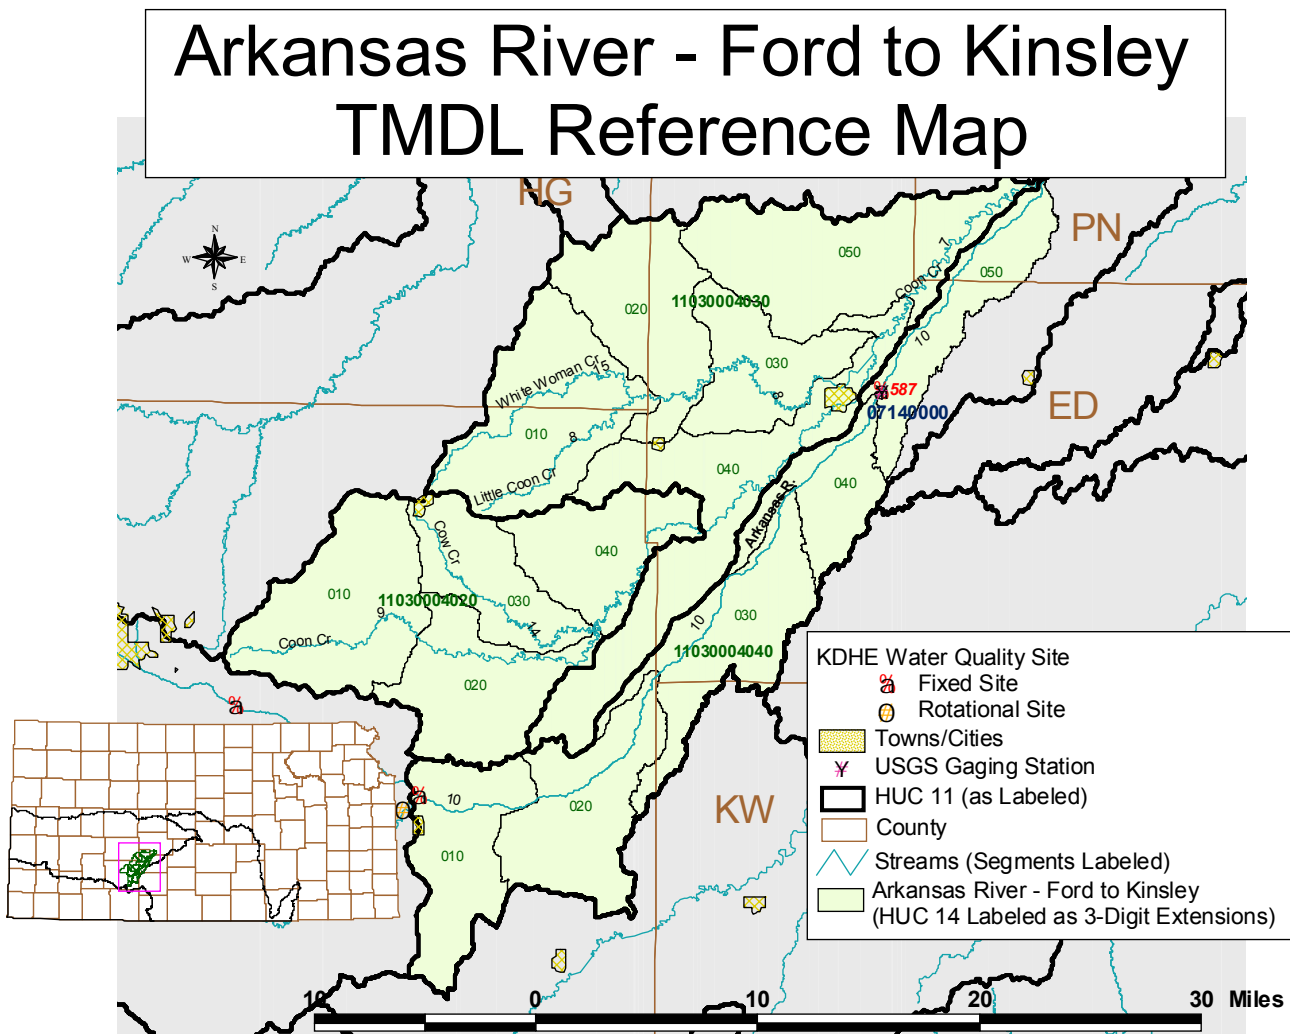 Arkansas River - Ford to Kinsley
TMDL Reference Map
HG
PN
N
W E
S
050
7
Coon Cr
050
020
11030004030
10
030
White Woman Cr
15
8
587
07140000
ED
010
8
040
Little Coon Cr
040
Arkansas R.
Cow Cr
040
010
11030004020
030
9
14
Coon Cr
030
10
11030004040
020
KDHE Water Quality Site
Fixed Site
Rotational Site
Towns/Cities
USGS Gaging Station
HUC 11 (as Labeled)
County
Streams (Segments Labeled)
Arkansas River - Ford to Kinsley
(HUC 14 Labeled as 3-Digit Extensions)
10
020
KW
010
10 0 10 20 30 Miles